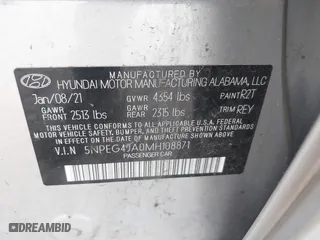 MANUFACTURED BY
HYUNDAI MOTOR MANUFACTURING ALABAMA, LLC
Jan/08/21 GVWR 4354 lbs PAINT R2T
GAWR FRONT 2513 lbs GAWR REAR 2315 lbs TRIM REY
THIS VEHICLE CONFORMS TO ALL APPLICABLE
FEDERAL MOTOR VEHICLE SAFETY, BUMPER, AND
THEFT PREVENTION STANDARDS IN EFFECT ON
THE DATE OF MANUFACTURE SHOWN ABOVE.
V.I.N 5NPEG4JA0MH108871
PASSENGER CAR
DEALERS & BIDDERS